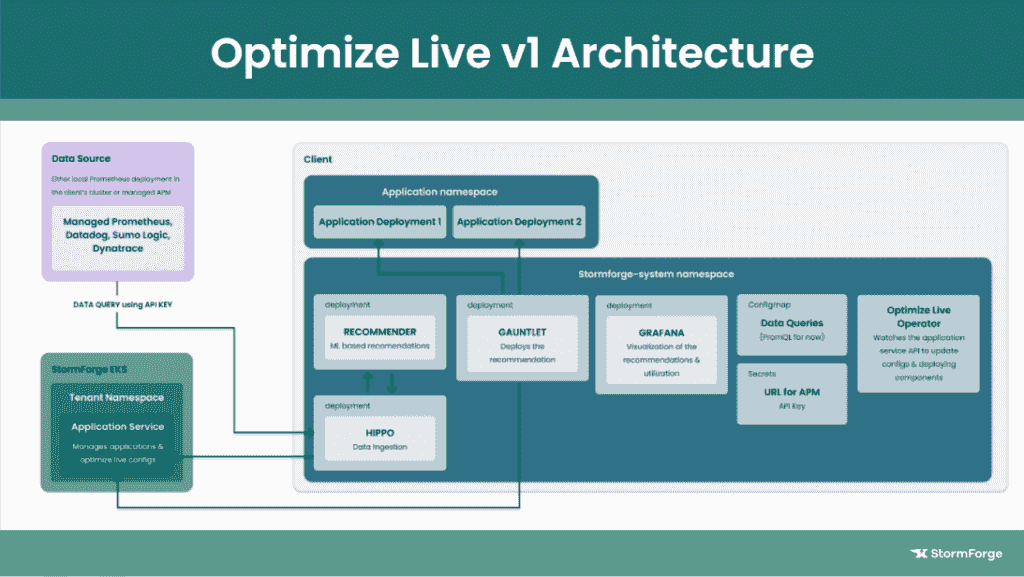 Optimize Live v1 Architecture
Data Source
Either local Prometheus deployment in
the client's cluster or managed APM
Managed Prometheus,
Datadog, Sumo Logic,
Dynatrace
DATA QUERY using API KEY
StormForge EKS
Tenant Namespace
Application Service
Manages applications &
optimize live configs
Client
Application namespace
Application Deployment 1
Application Deployment 2
Stormforge-system namespace
deployment
RECOMMENDER
ML based recomendations
deployment
HIPPO
Data Ingestion
deployment
GAUNTLET
Deploys the
recommendation
deployment
GRAFANA
Visualization of the
recommendations &
utilization
Configmap
Data Queries
(PromQL for now)
Secrets
URL for APM
API Key
Optimize Live
Operator
Watches the application
service API to update
configs & deploying
components
StormForge